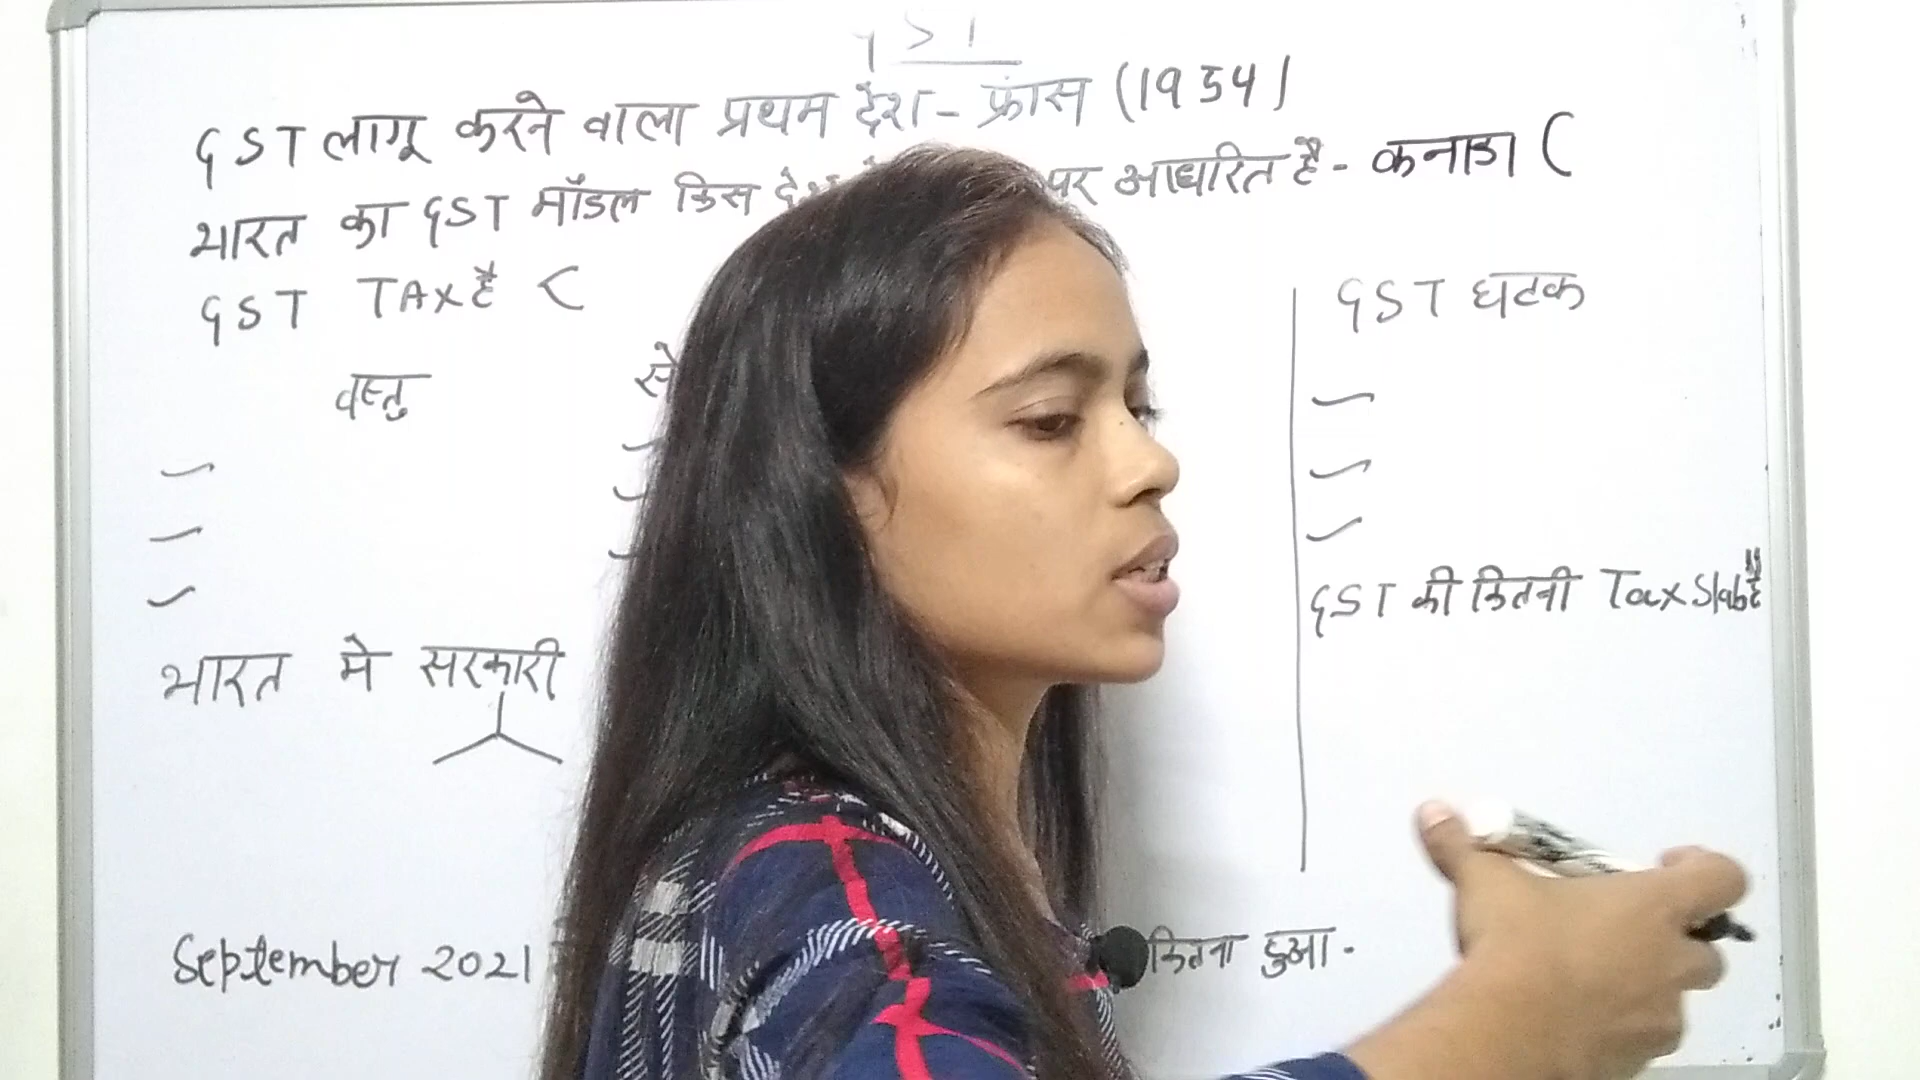 GST
GST लागू करने वाला प्रथम देश - फ्रांस (1954)
भारत का GST मॉडल किस पर आधारित है - कनाडा (
GST TAX है (
GST घटक
वस्तु से
GST की कितनी Tax Slab है
भारत मे सरकारी
September 2021 कितना हुआ -